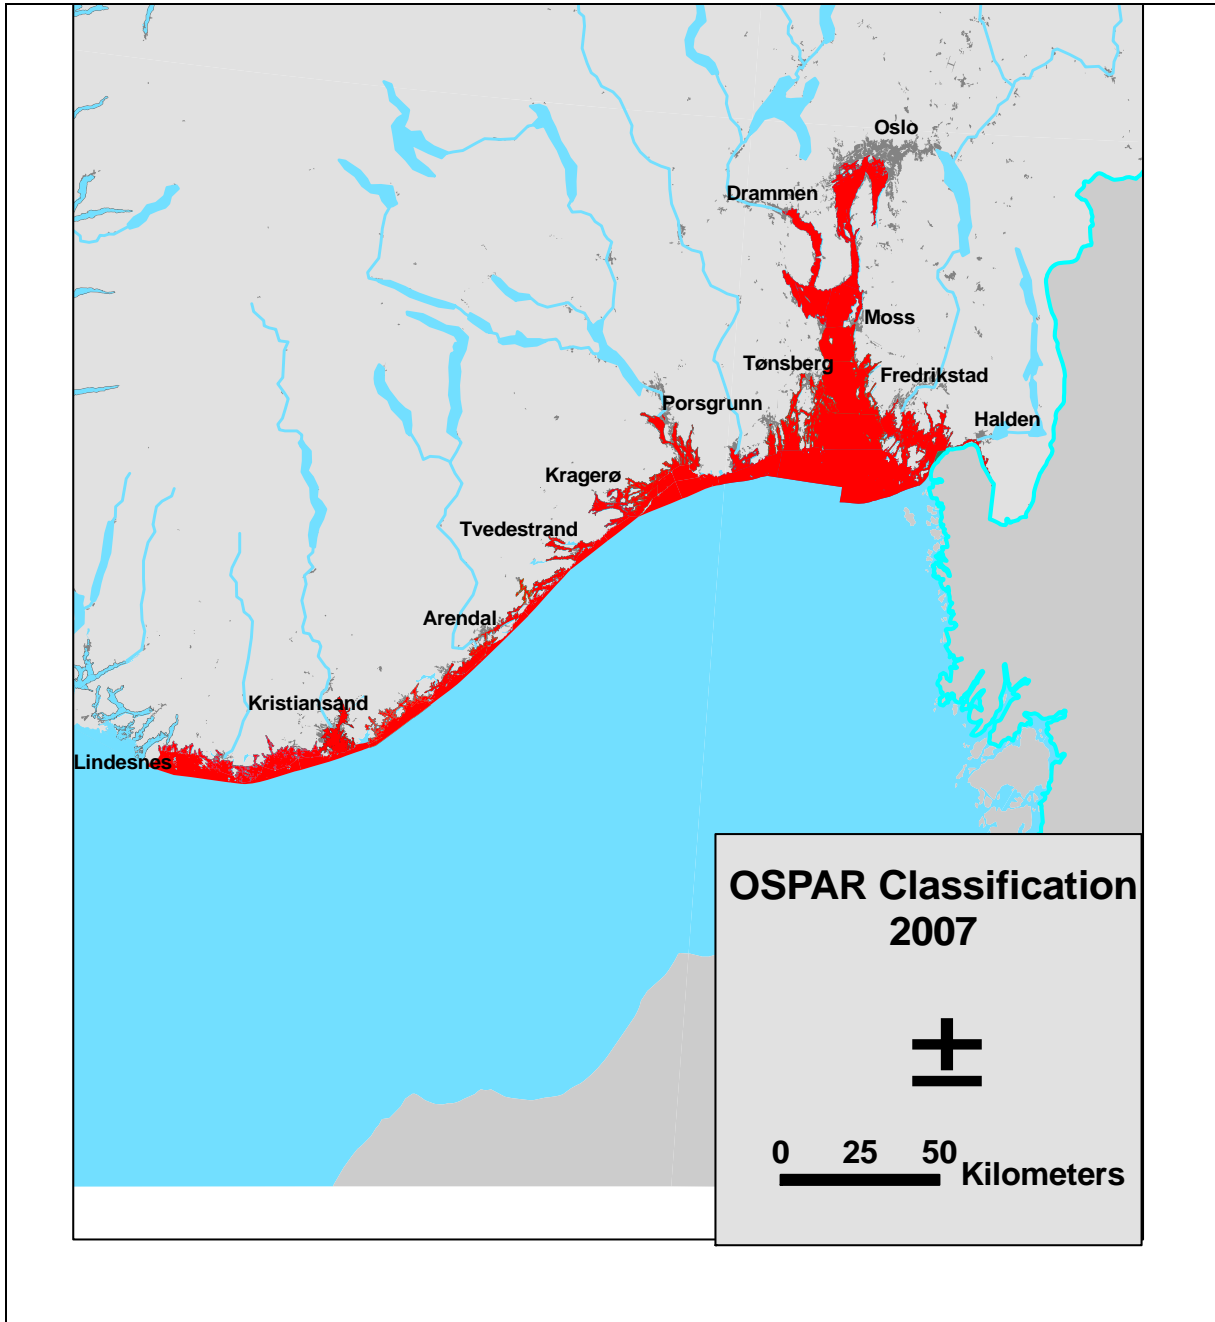 Oslo
Drammen
Moss
Tønsberg
Fredrikstad
Porsgrunn
Halden
Kragerø
Tvedestrand
Arendal
Kristiansand
Lindesnes
OSPAR Classification
2007
±
0 25 50 Kilometers